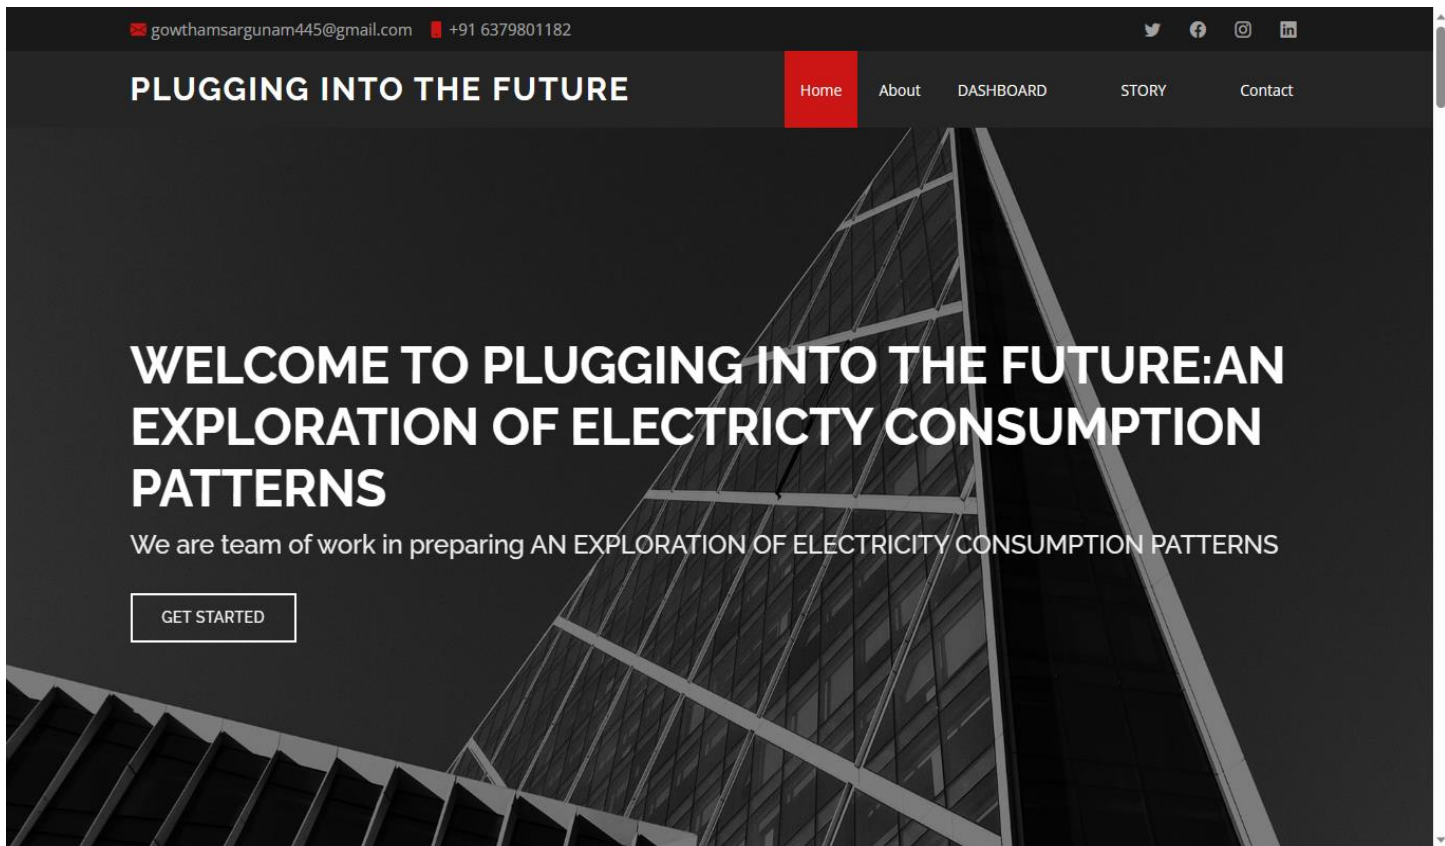 gowthamsargunam445@gmail.com +91 6379801182
PLUGGING INTO THE FUTURE
Home About DASHBOARD STORY Contact
WELCOME TO PLUGGING INTO THE FUTURE:AN
EXPLORATION OF ELECTRICTY CONSUMPTION
PATTERNS
We are team of work in preparing AN EXPLORATION OF ELECTRICITY CONSUMPTION PATTERNS
GET STARTED